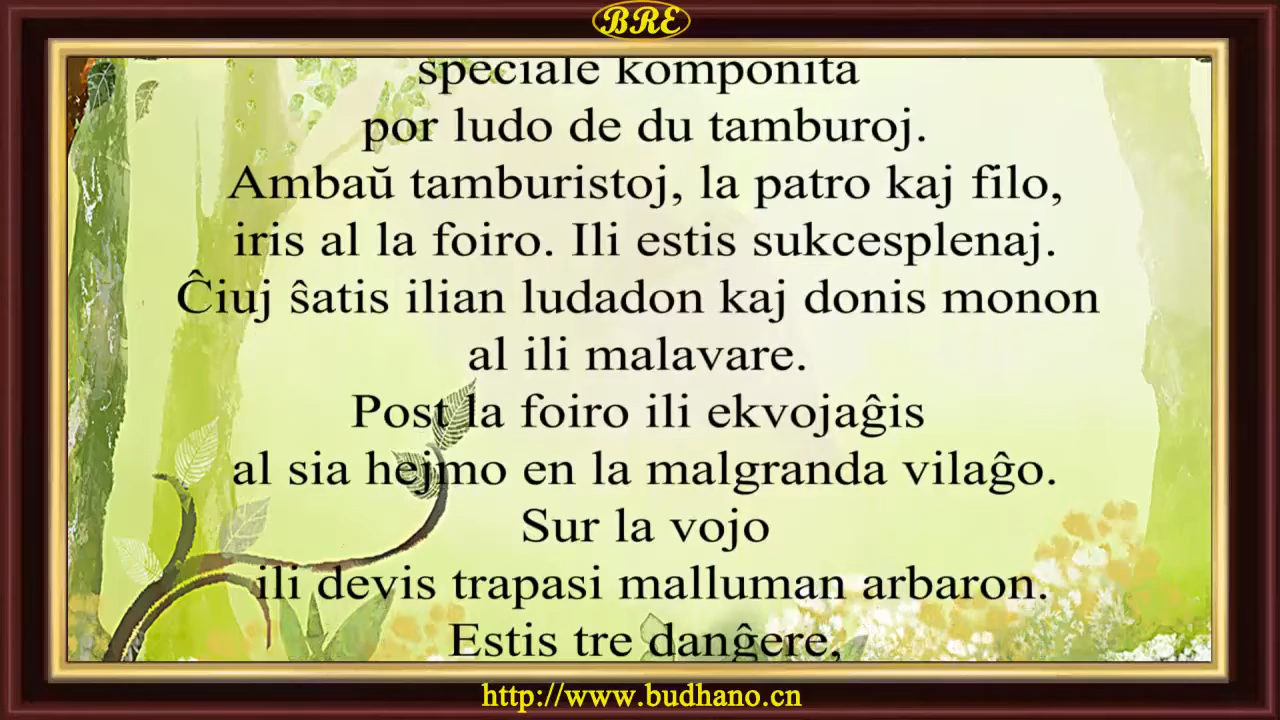 BRE
speciale komponita
por ludo de du tamburoj.
Ambaŭ tamburistoj, la patro kaj filo,
iris al la foiro. Ili estis sukcesplenaj.
Ĉiuj ŝatis ilian ludadon kaj donis monon
al ili malavare.
Post la foiro ili ekvojaĝis
al sia hejmo en la malgranda vilaĝo.
Sur la vojo
ili devis trapasi malluman arbaron.
Estis tre danĝere,
http://www.budhano.cn